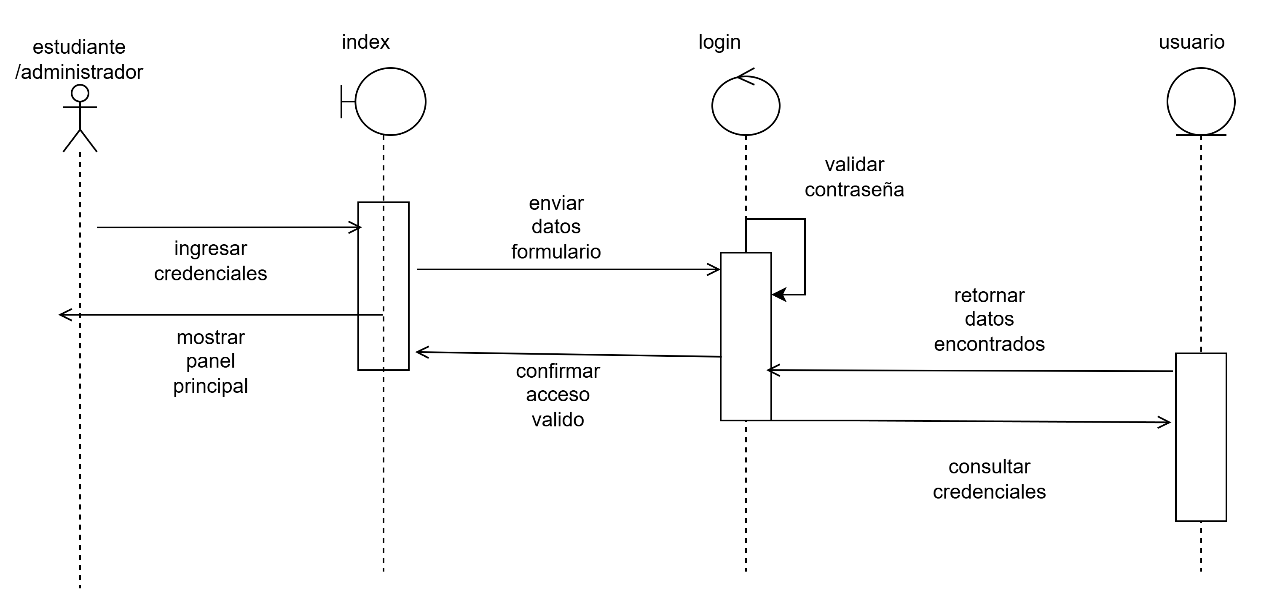 estudiante
/administrador
index
login
usuario
validar
contraseña
enviar
datos
formulario
ingresar
credenciales
retornar
datos
encontrados
mostrar
panel
principal
confirmar
acceso
valido
consultar
credenciales